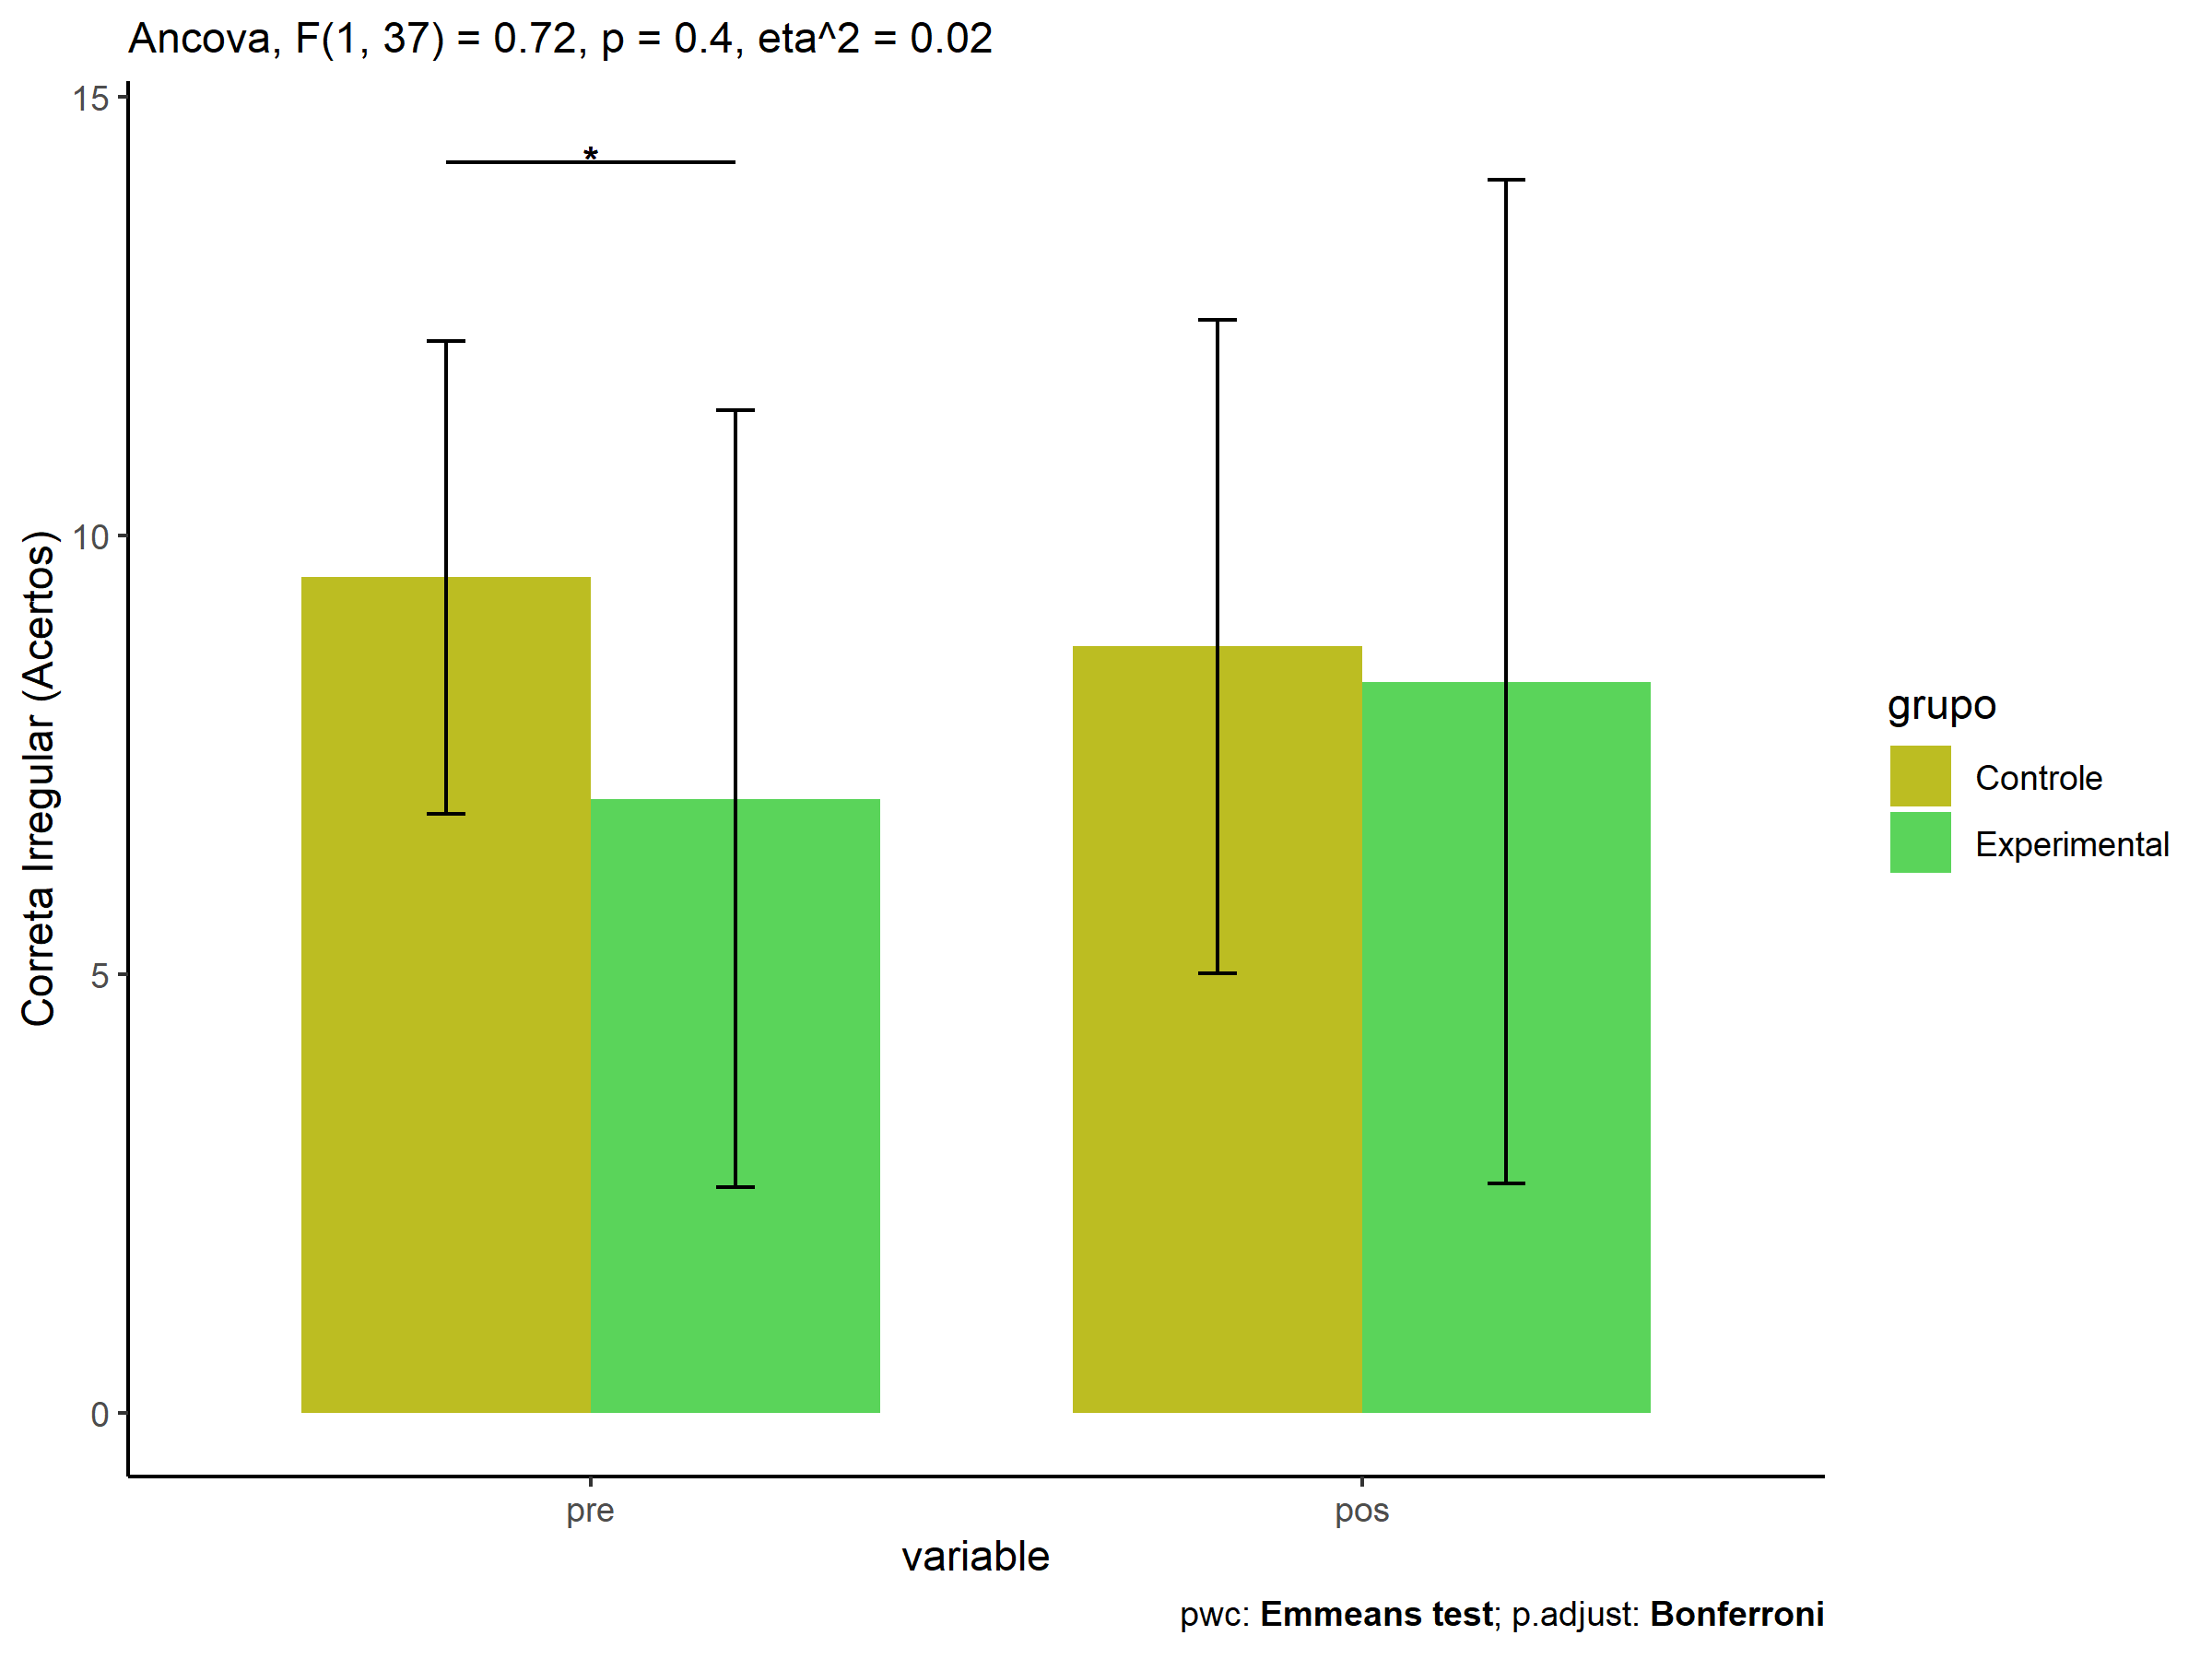 Ancova, F(1, 37) = 0.72, p = 0.4, eta^2 = 0.02
15
10
5
0
Correta Irregular (Acertos)
*
pre
pos
variable
grupo
Controle
Experimental
pwc: Emmeans test; p.adjust: Bonferroni